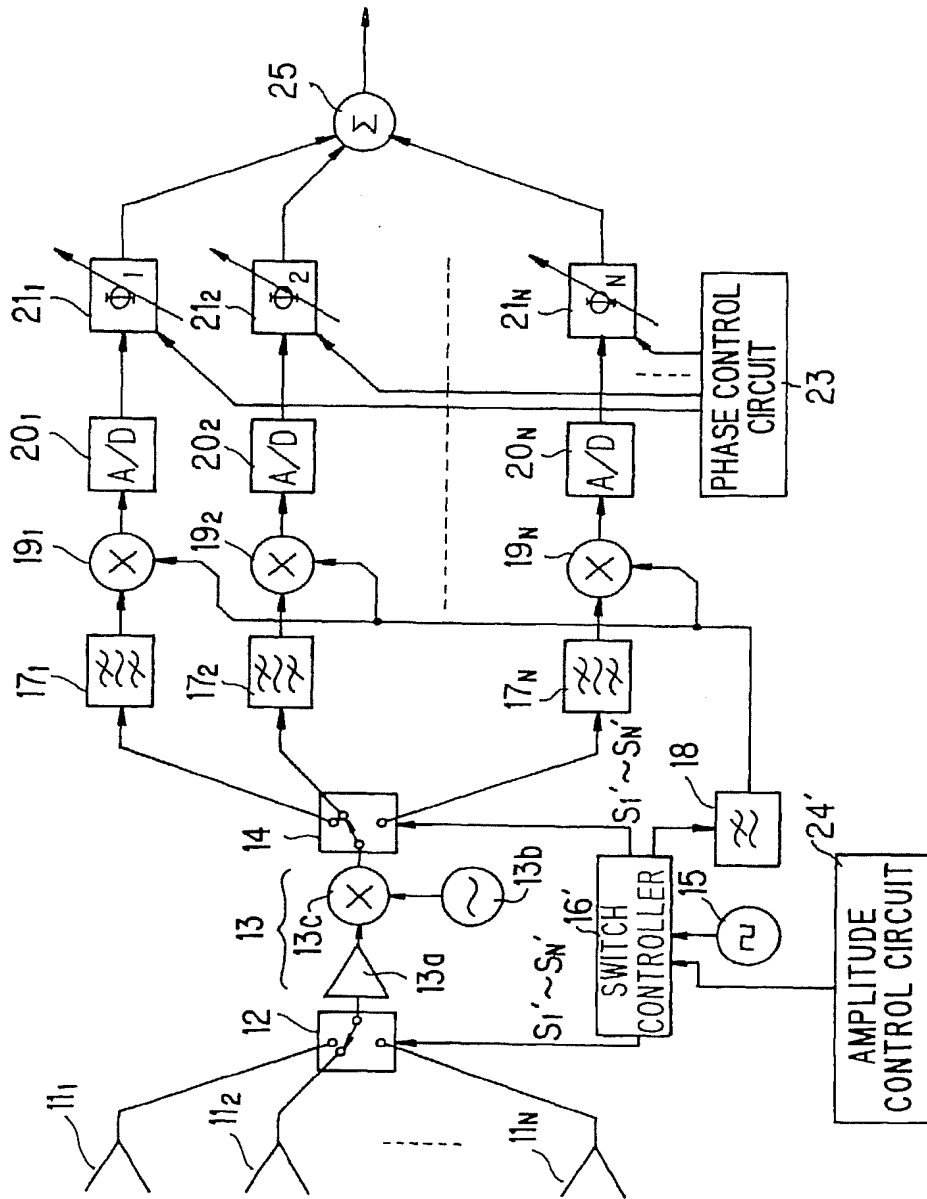 11₁
11₂
11N
12
13
13a
13c
13b
14
S₁'~SN'
S₁'~SN'
16'
SWITCH
CONTROLLER
15
18
24'
AMPLITUDE
CONTROL CIRCUIT
17₁
17₂
17N
19₁
19₂
19N
20₁
A/D
20₂
A/D
20N
A/D
21₁
Φ₁
21₂
Φ₂
21N
ΦN
PHASE CONTROL
CIRCUIT
23
25
Σ